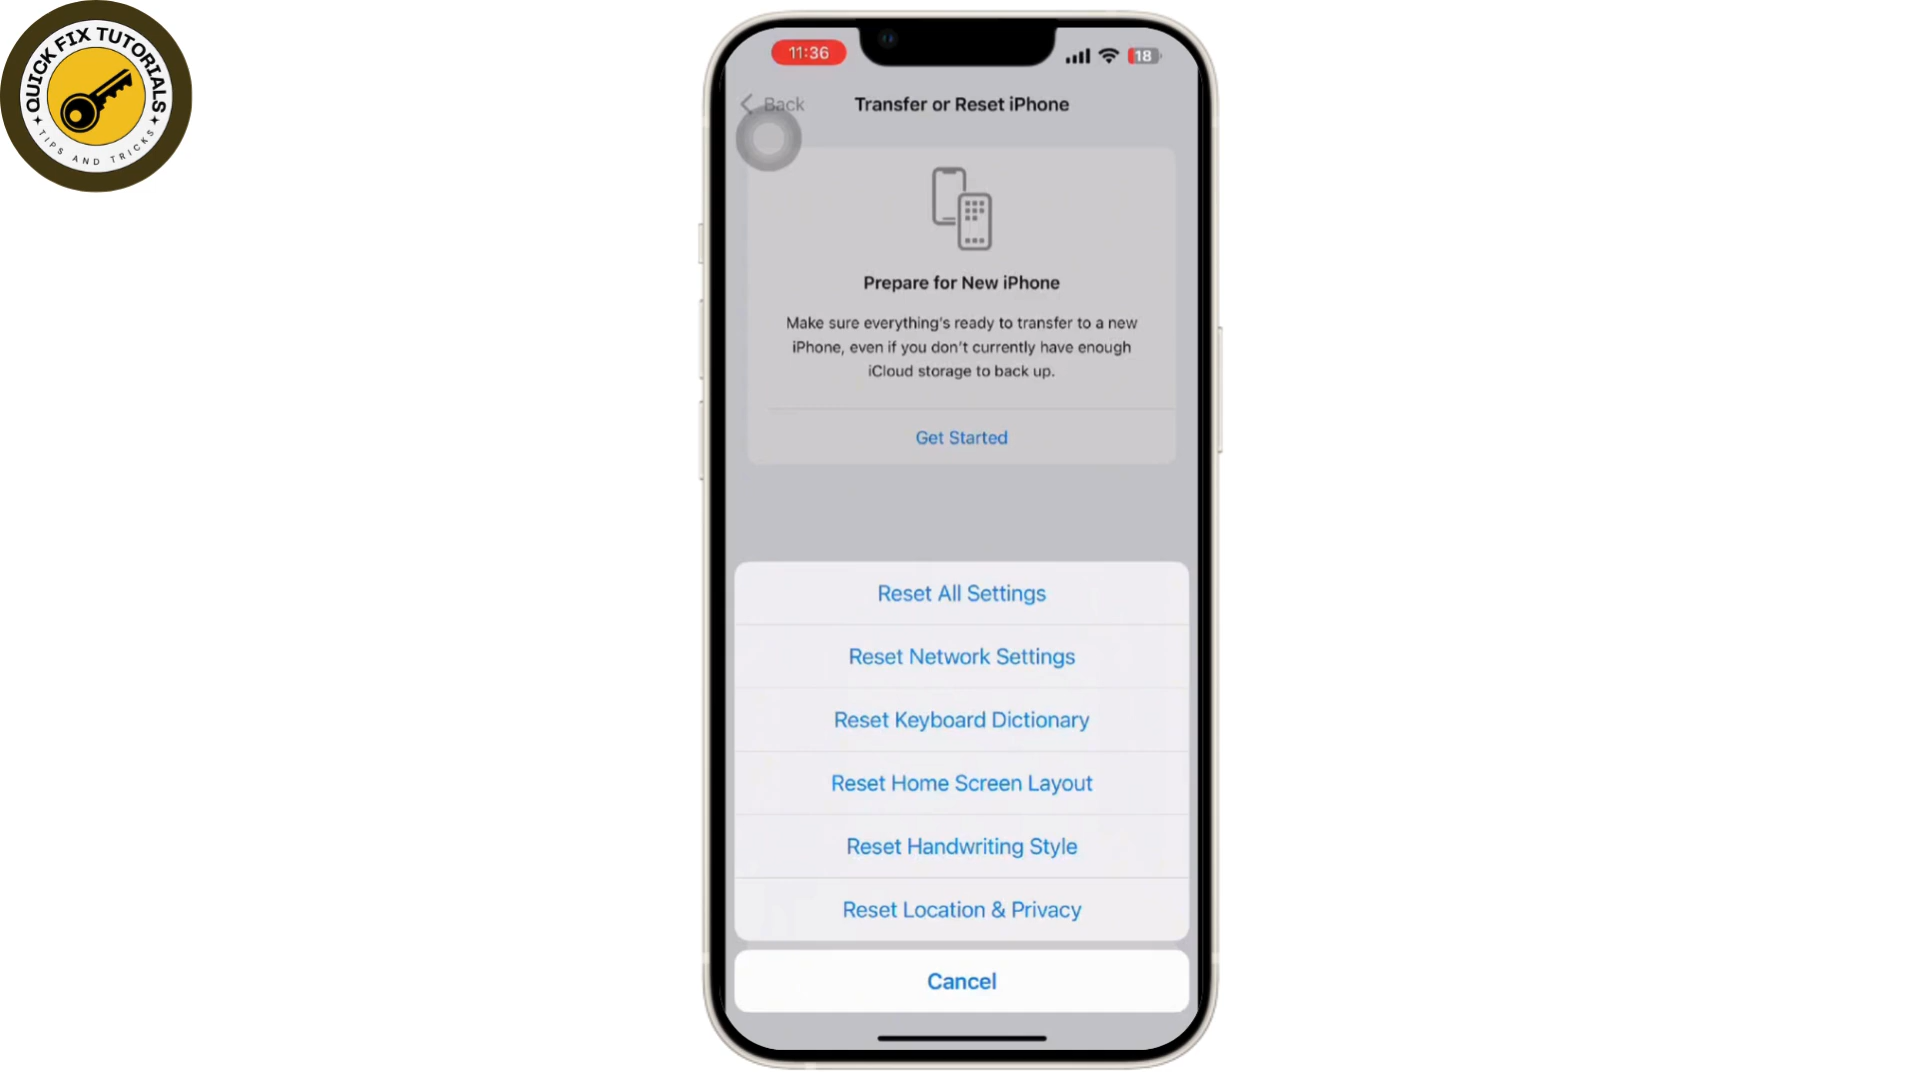 QUICK FIX TUTORIALS
TIPS AND TRICKS
11:36
18
Back
Transfer or Reset iPhone
Prepare for New iPhone
Make sure everything's ready to transfer to a new
iPhone, even if you don't currently have enough
iCloud storage to back up.
Get Started
Reset All Settings
Reset Network Settings
Reset Keyboard Dictionary
Reset Home Screen Layout
Reset Handwriting Style
Reset Location & Privacy
Cancel